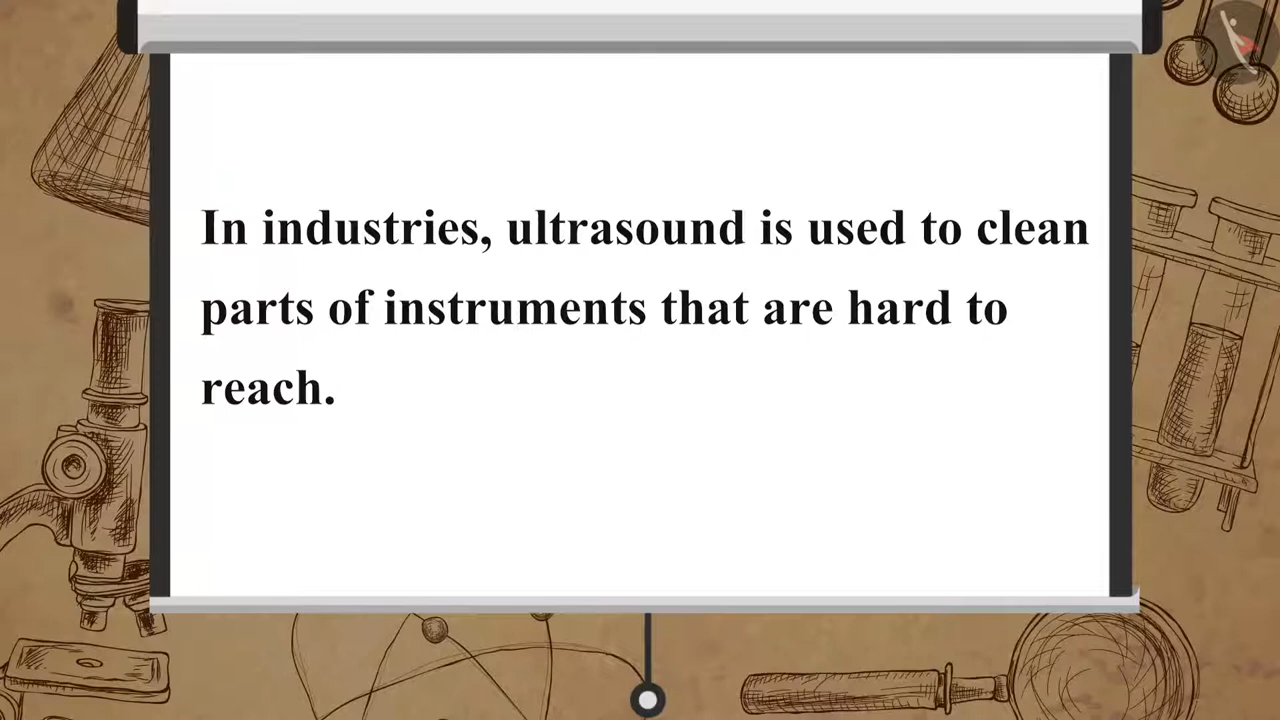 In industries, ultrasound is used to clean
parts of instruments that are hard to
reach.